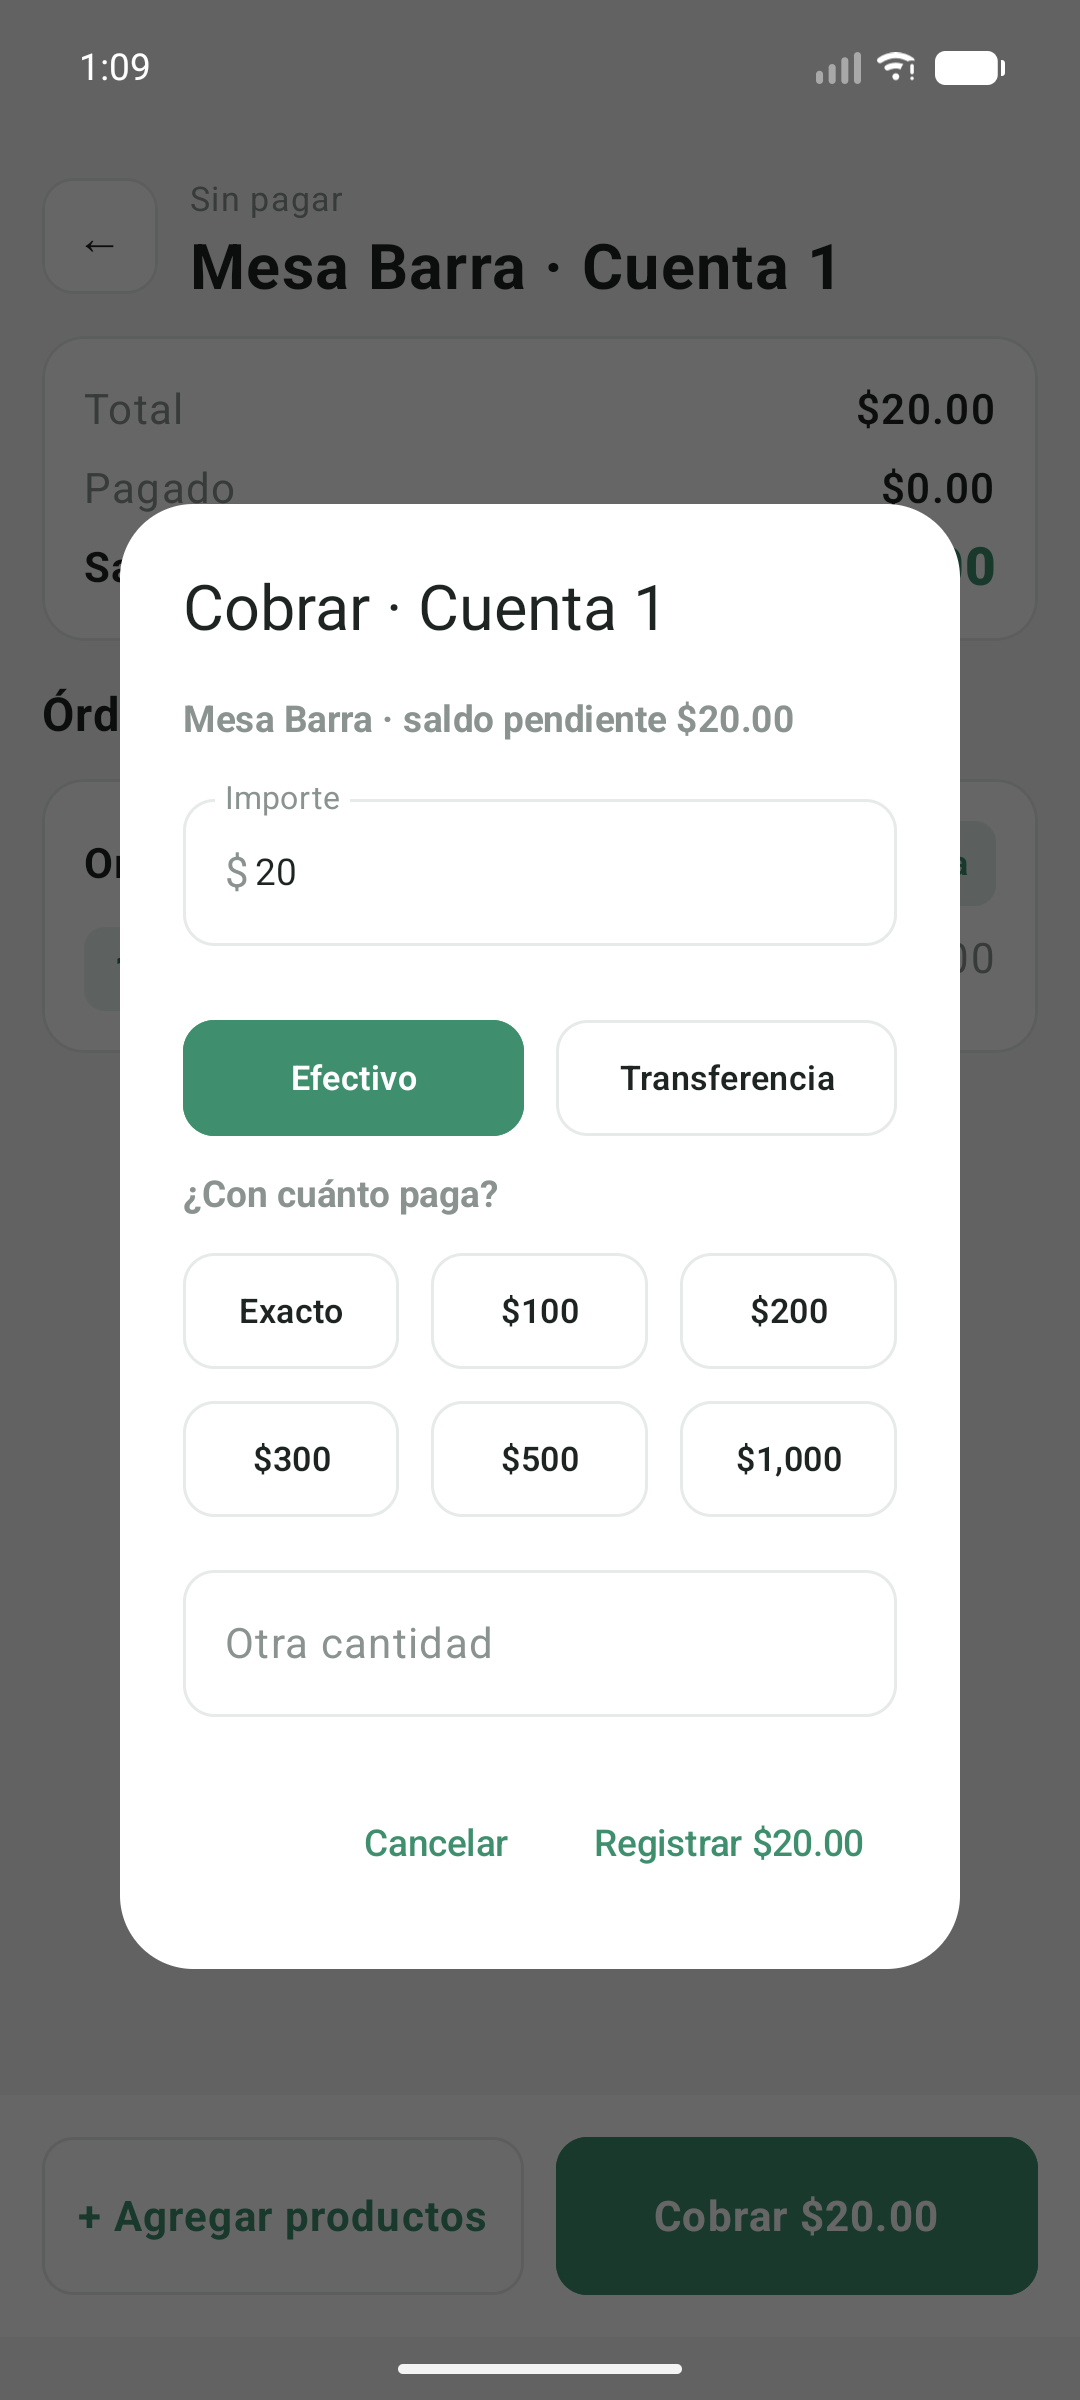 1:09
Sin pagar
←
Mesa Barra · Cuenta 1
Total $20.00
Pagado $0.00
Cobrar · Cuenta 1
Mesa Barra · saldo pendiente $20.00
Importe
$ 20
Efectivo Transferencia
¿Con cuánto paga?
Exacto $100 $200
$300 $500 $1,000
Otra cantidad
Cancelar Registrar $20.00
+ Agregar productos Cobrar $20.00